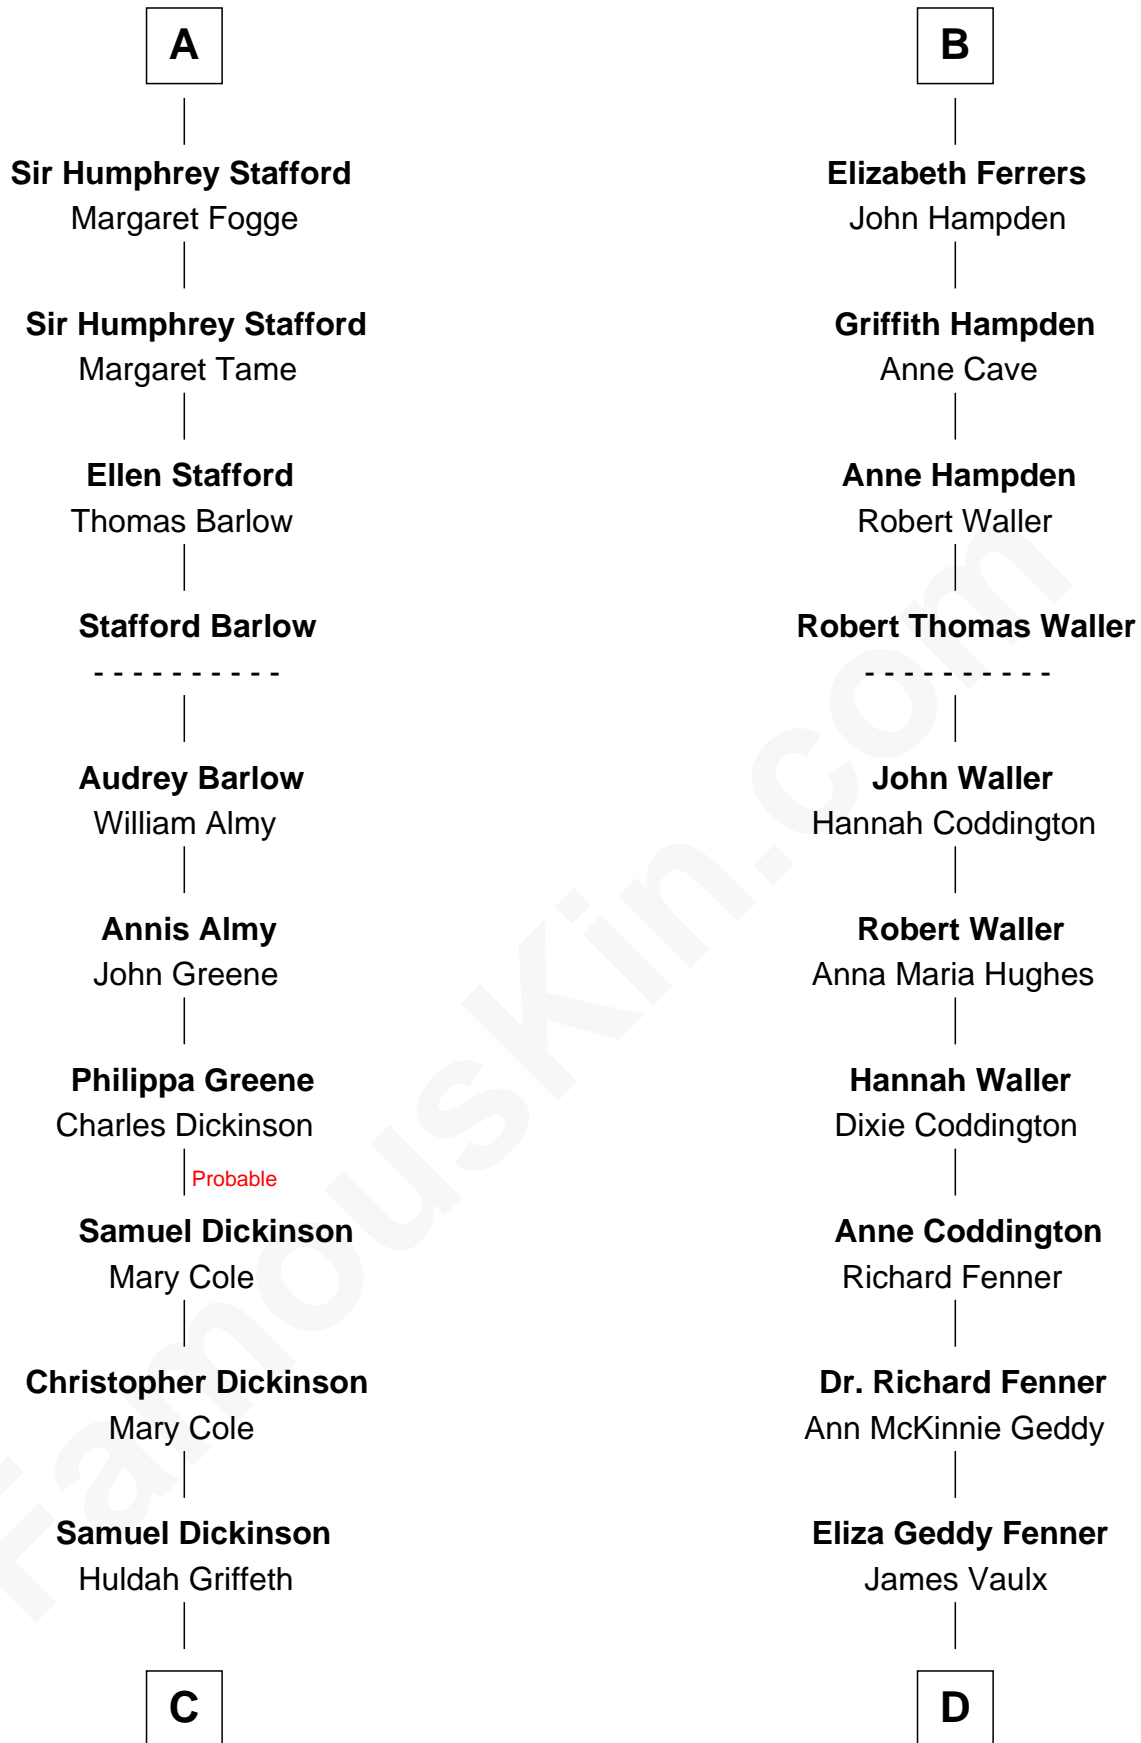 A
Sir Humphrey Stafford
Margaret Fogge
Sir Humphrey Stafford
Margaret Tame
Ellen Stafford
Thomas Barlow
Stafford Barlow
- - - - - - - - - -
Audrey Barlow
William Almy
Annis Almy
John Greene
Philippa Greene
Charles Dickinson
Probable
Samuel Dickinson
Mary Cole
Christopher Dickinson
Mary Cole
Samuel Dickinson
Huldah Griffeth
C
B
Elizabeth Ferrers
John Hampden
Griffith Hampden
Anne Cave
Anne Hampden
Robert Waller
Robert Thomas Waller
- - - - - - - - - -
John Waller
Hannah Coddington
Robert Waller
Anna Maria Hughes
Hannah Waller
Dixie Coddington
Anne Coddington
Richard Fenner
Dr. Richard Fenner
Ann McKinnie Geddy
Eliza Geddy Fenner
James Vaulx
D
FamousKin.com